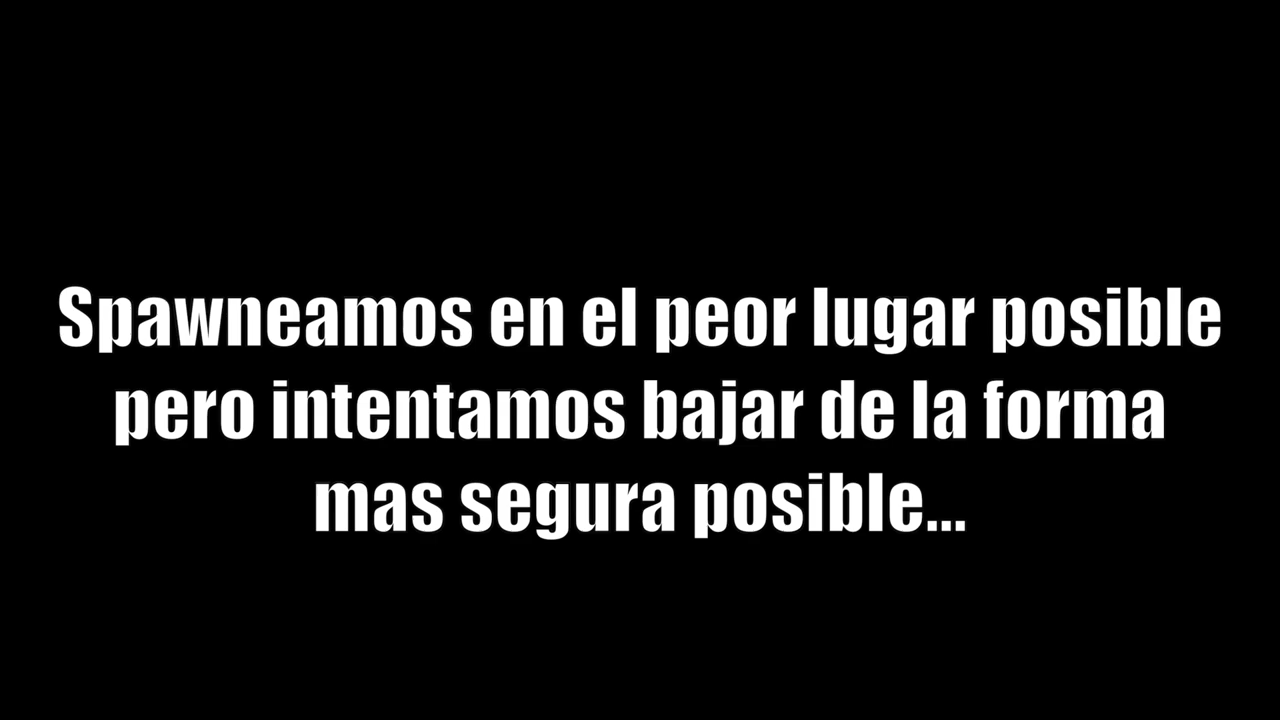 Spawneamos en el peor lugar posible
pero intentamos bajar de la forma
mas segura posible...